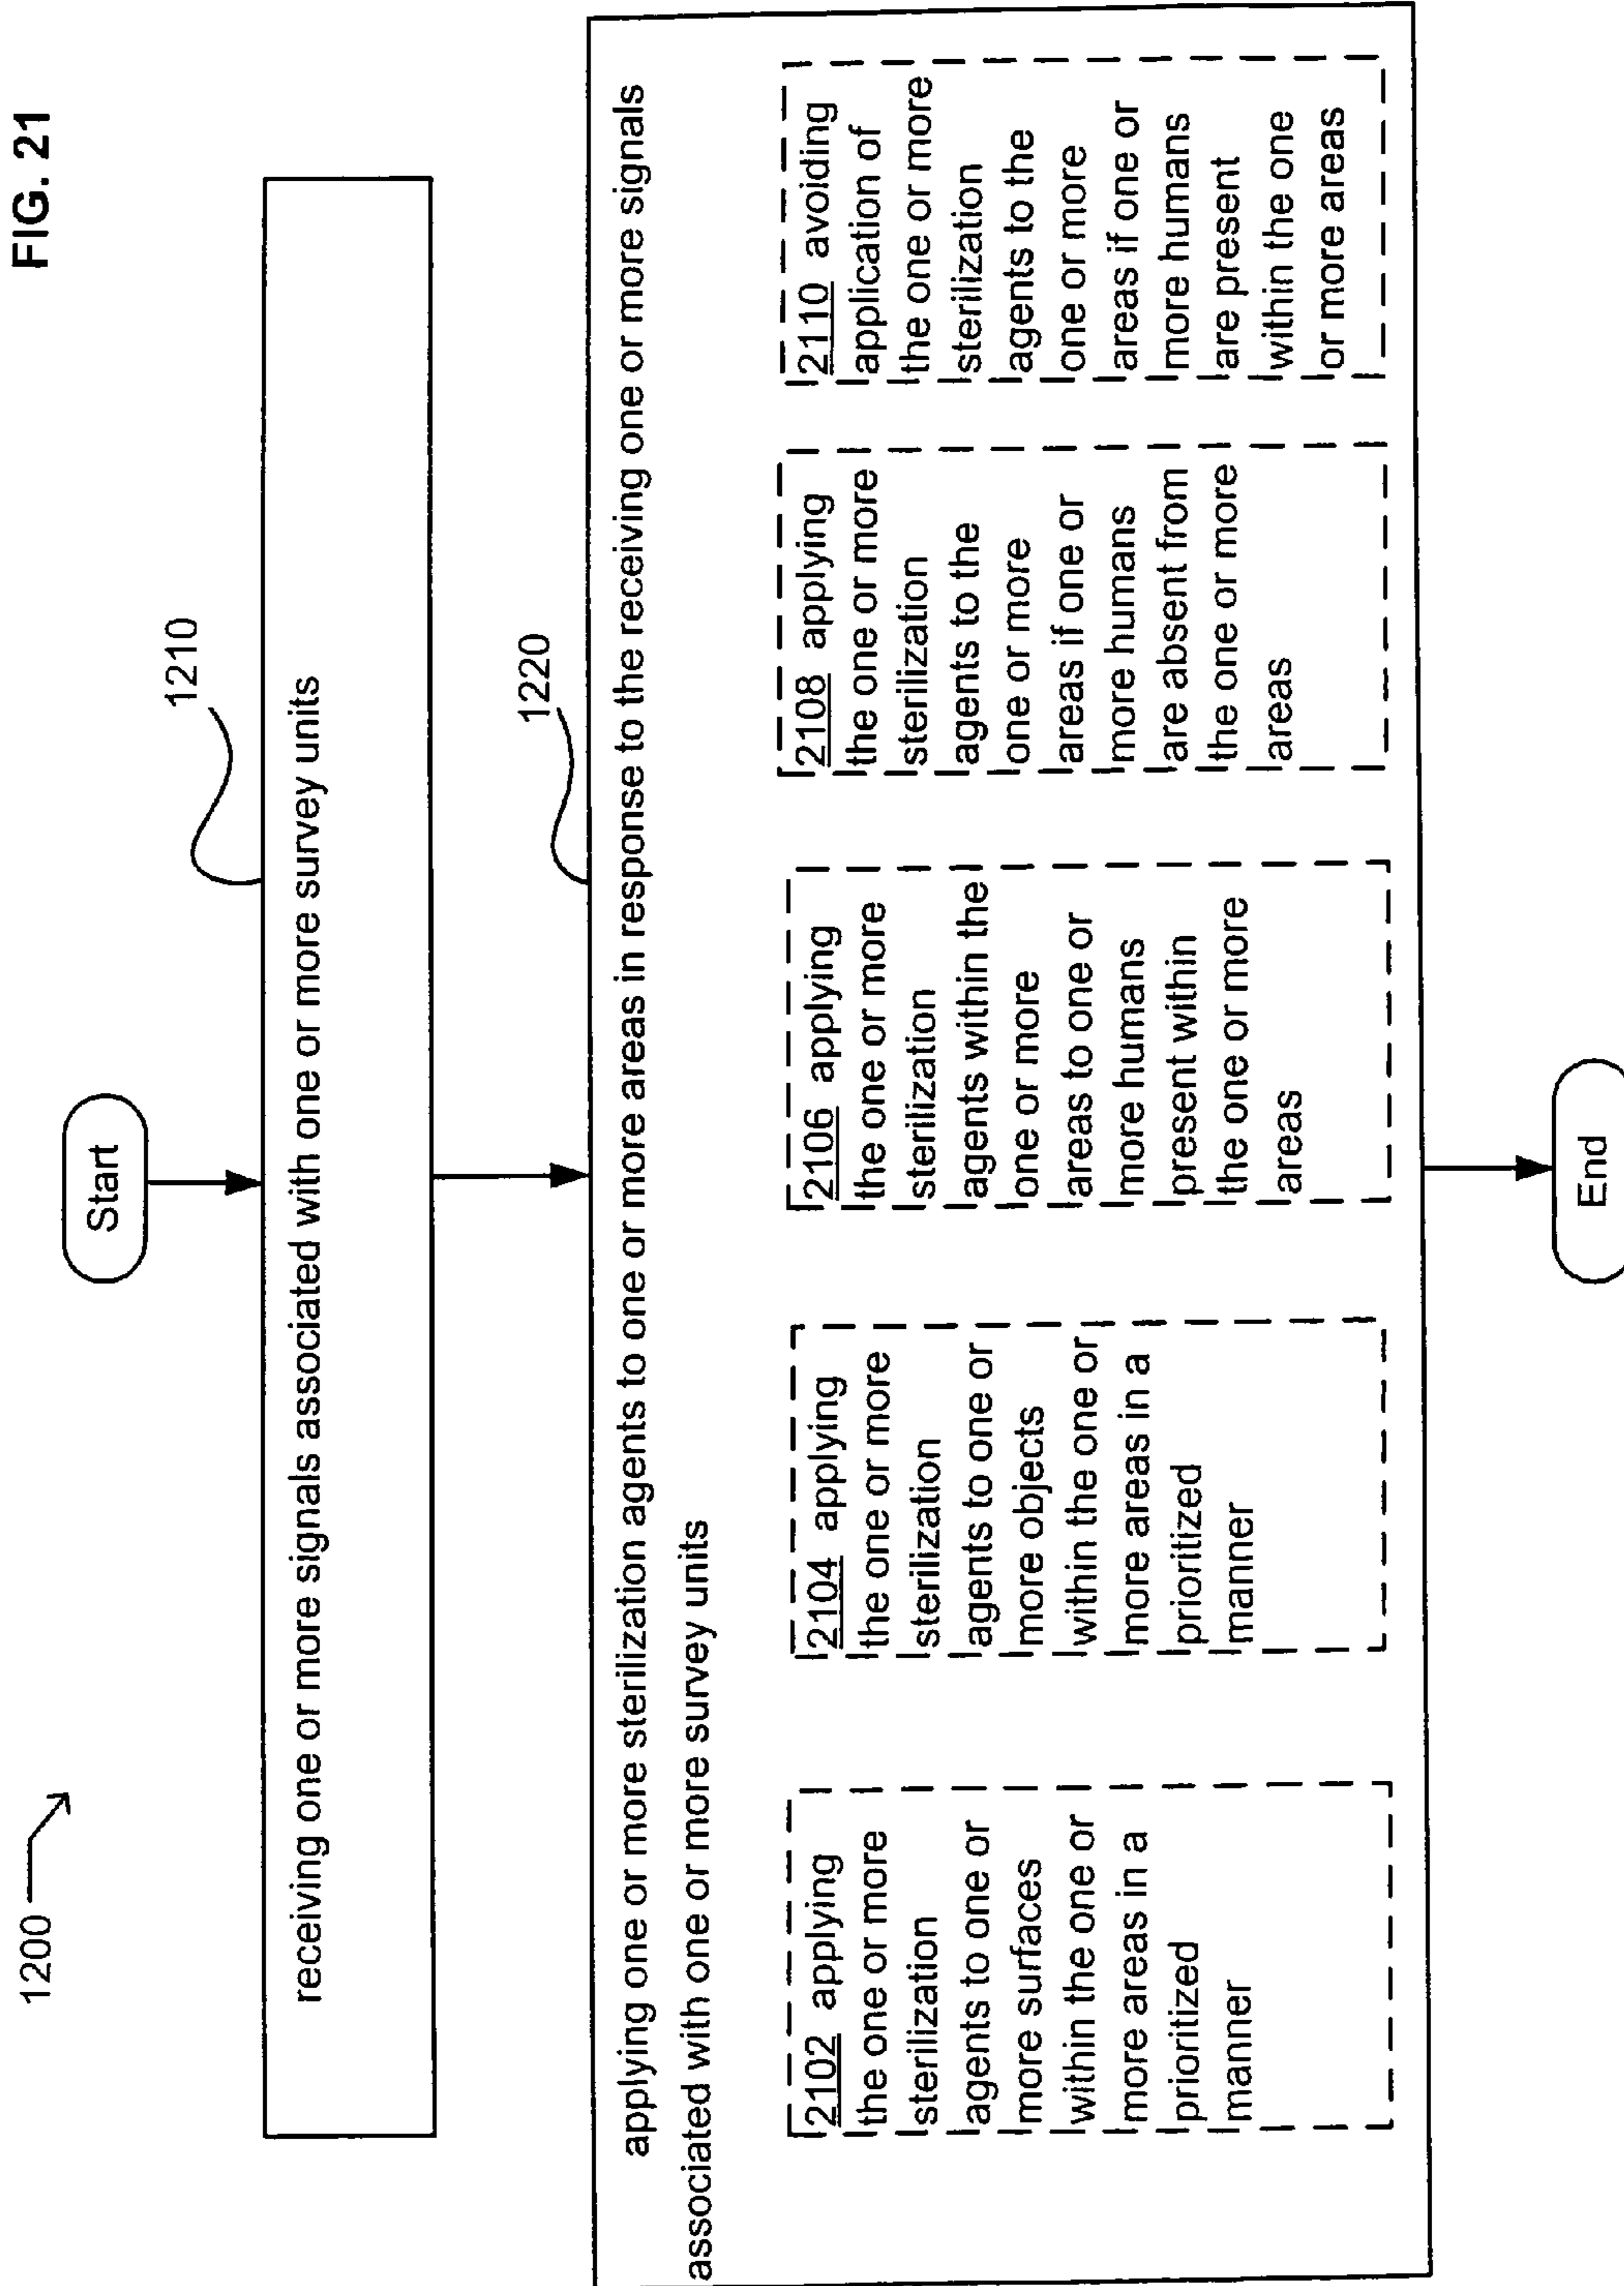 FIG. 21
1200
Start
1210
receiving one or more signals associated with one or more survey units
1220
applying one or more sterilization agents to one or more areas in response to the receiving one or more signals
associated with one or more survey units
2102 applying
the one or more
sterilization
agents to one or
more surfaces
within the one or
more areas in a
prioritized
manner
2104 applying
the one or more
sterilization
agents to one or
more objects
within the one or
more areas in a
prioritized
manner
2106 applying
the one or more
sterilization
agents within the
one or more
areas to one or
more humans
present within
the one or more
areas
2108 applying
the one or more
sterilization
agents to the
one or more
areas if one or
more humans
are absent from
the one or more
areas
2110 avoiding
application of
the one or more
sterilization
agents to the
one or more
areas if one or
more humans
are present
within the one
or more areas
End